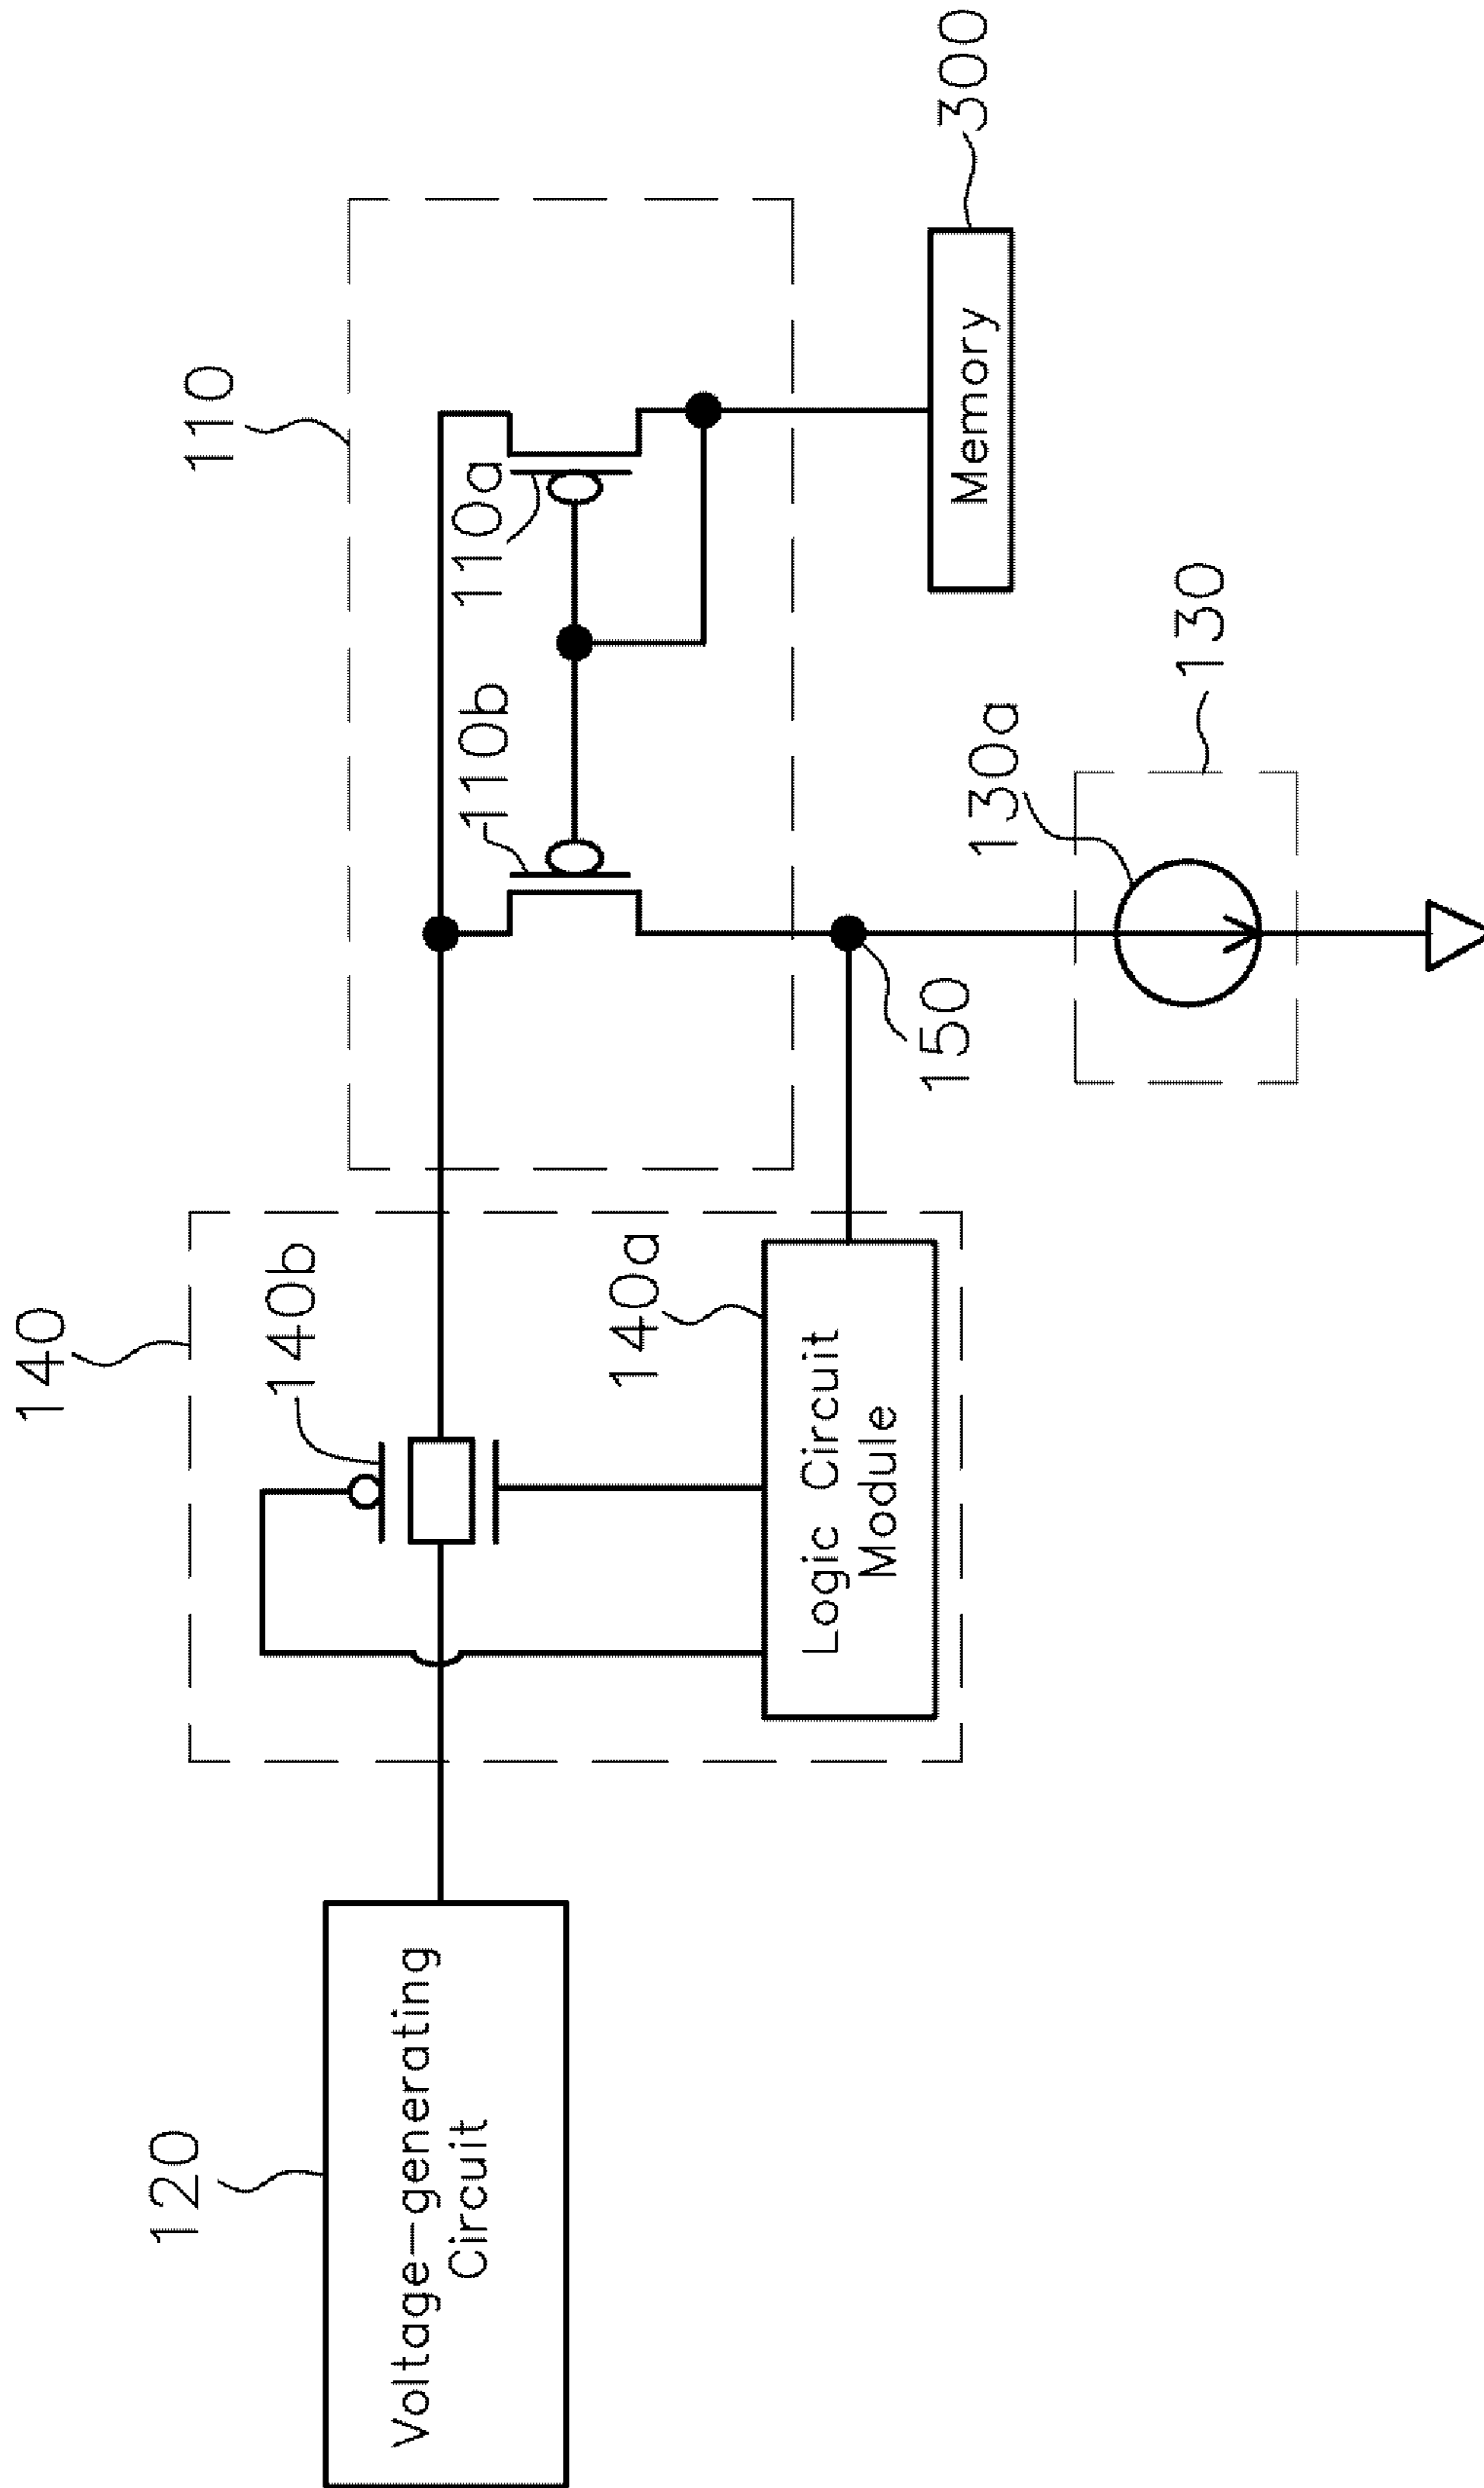 140
110
120
140b
110b
110a
Voltage-generating
Circuit
140a
Logic Circuit
Module
150
130a
Memory
300
130